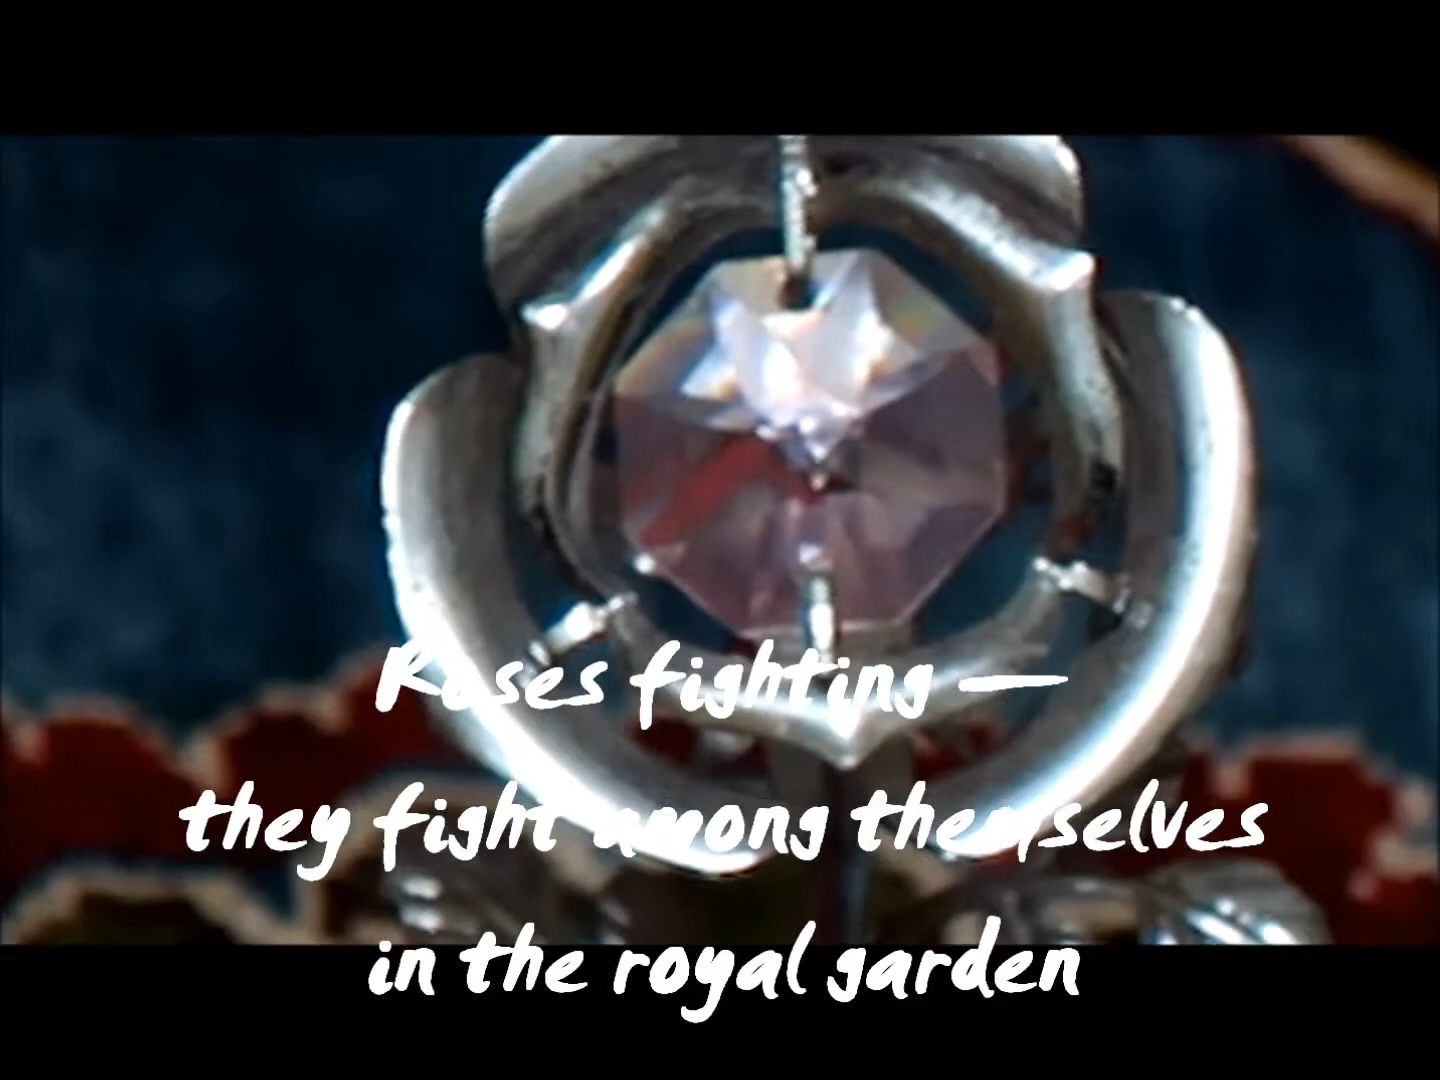 Roses fighting —
they fight among themselves
in the royal garden